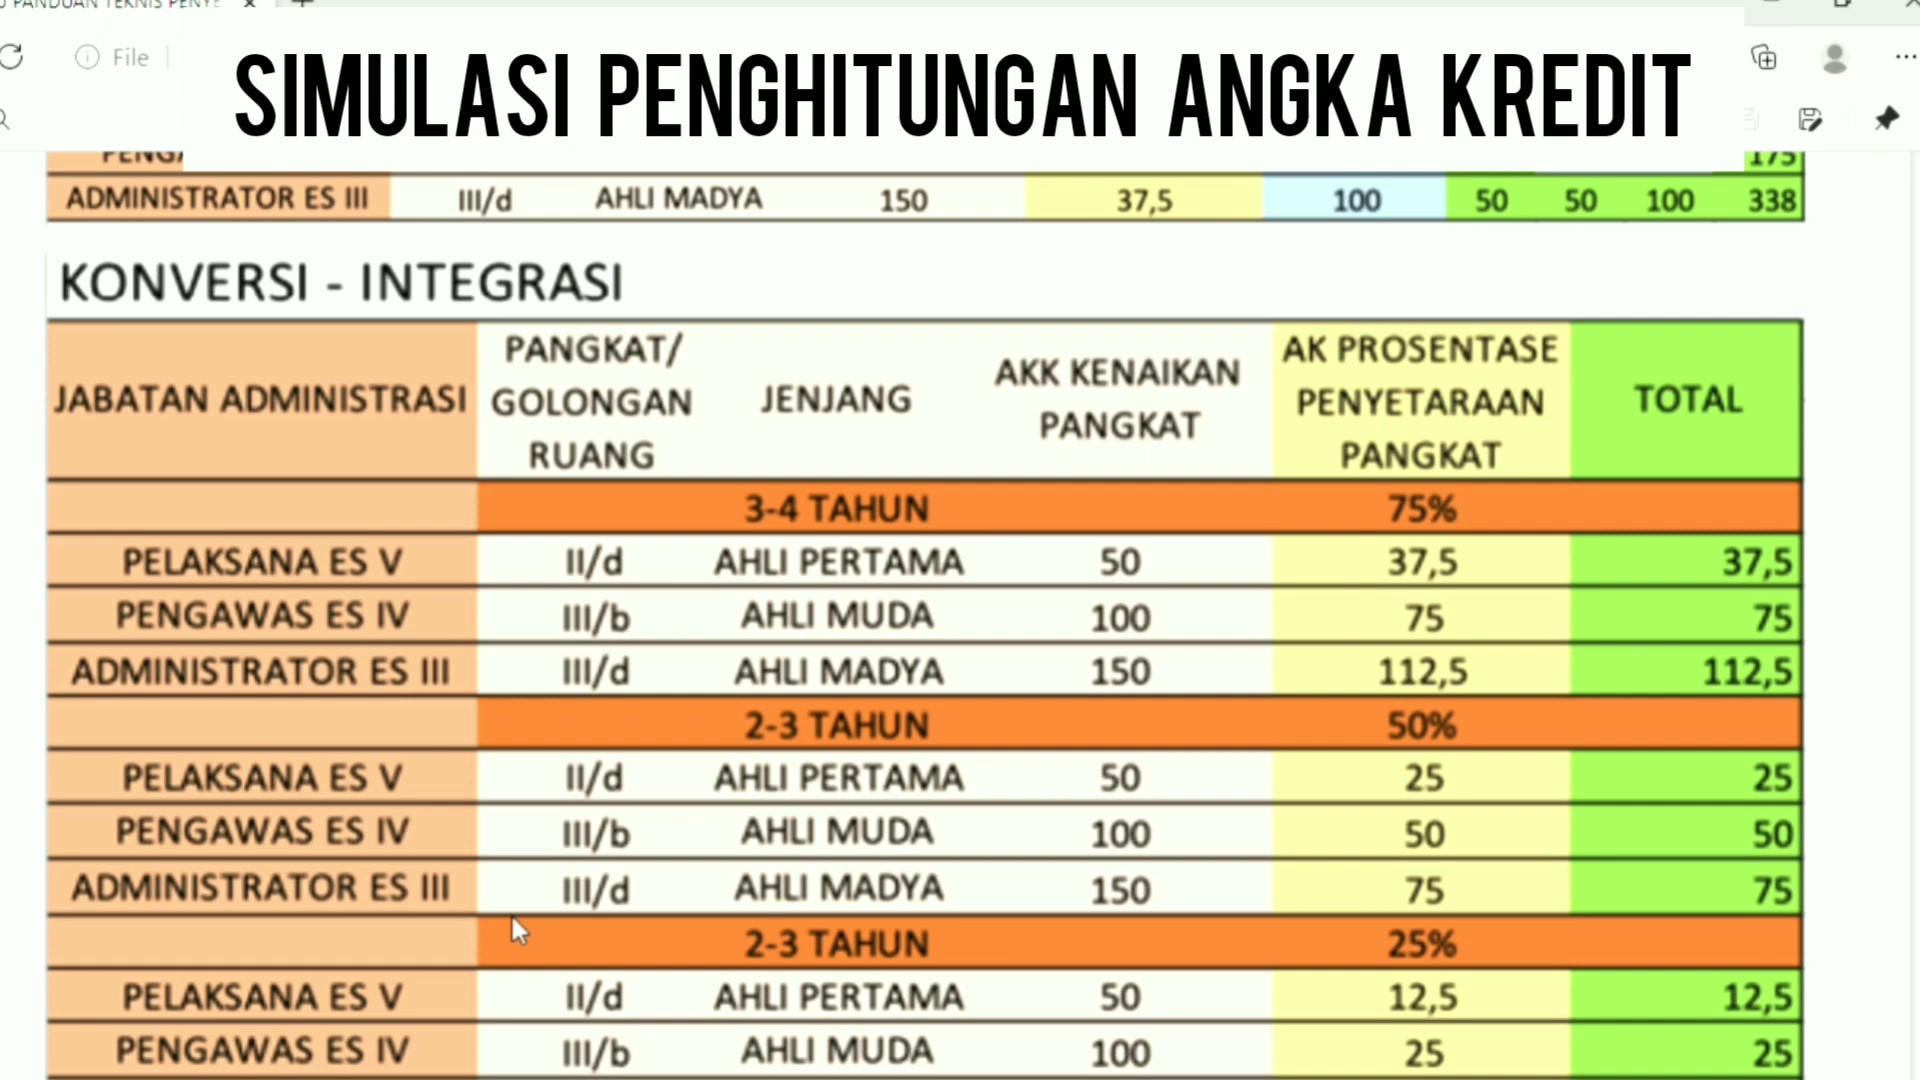 PANDUAN TEKNIS PENYE
File
SIMULASI PENGHITUNGAN ANGKA KREDIT
175
ADMINISTRATOR ES III III/d AHLI MADYA 150 37,5 100 50 50 100 338
KONVERSI - INTEGRASI
JABATAN ADMINISTRASI PANGKAT/ GOLONGAN RUANG JENJANG AKK KENAIKAN PANGKAT AK PROSENTASE PENYETARAAN PANGKAT TOTAL
3-4 TAHUN 75%
PELAKSANA ES V II/d AHLI PERTAMA 50 37,5 37,5
PENGAWAS ES IV III/b AHLI MUDA 100 75 75
ADMINISTRATOR ES III III/d AHLI MADYA 150 112,5 112,5
2-3 TAHUN 50%
PELAKSANA ES V II/d AHLI PERTAMA 50 25 25
PENGAWAS ES IV III/b AHLI MUDA 100 50 50
ADMINISTRATOR ES III III/d AHLI MADYA 150 75 75
2-3 TAHUN 25%
PELAKSANA ES V II/d AHLI PERTAMA 50 12,5 12,5
PENGAWAS ES IV III/b AHLI MUDA 100 25 25